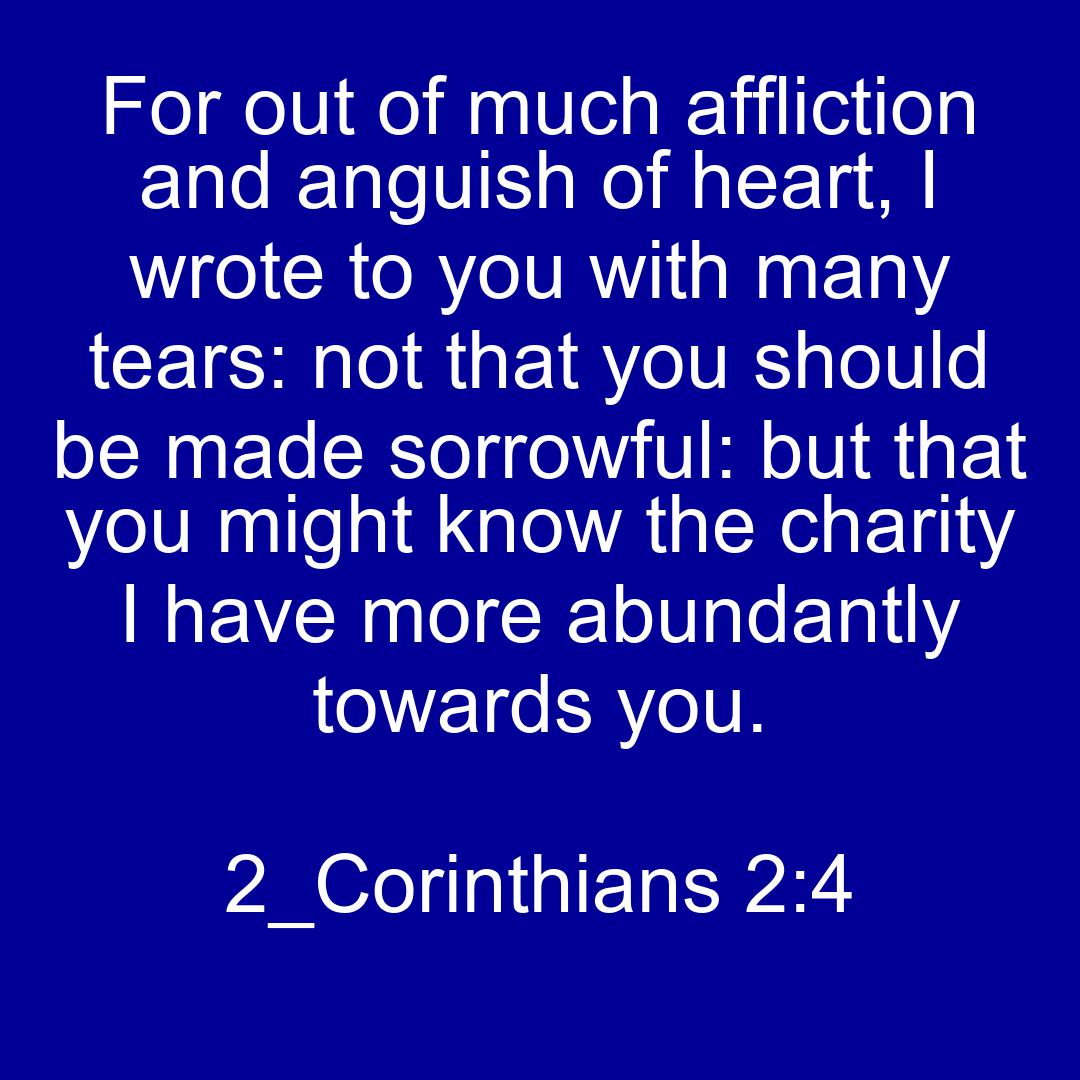 For out of much affliction
and anguish of heart, I
wrote to you with many
tears: not that you should
be made sorrowful: but that
you might know the charity
I have more abundantly
towards you.
2_Corinthians 2:4